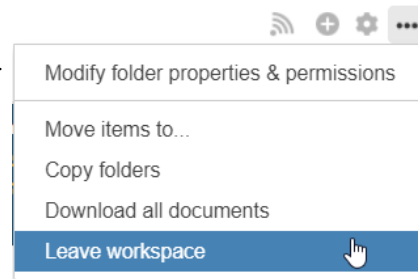 Modify folder properties & permissions
Move items to...
Copy folders
Download all documents
Leave workspace